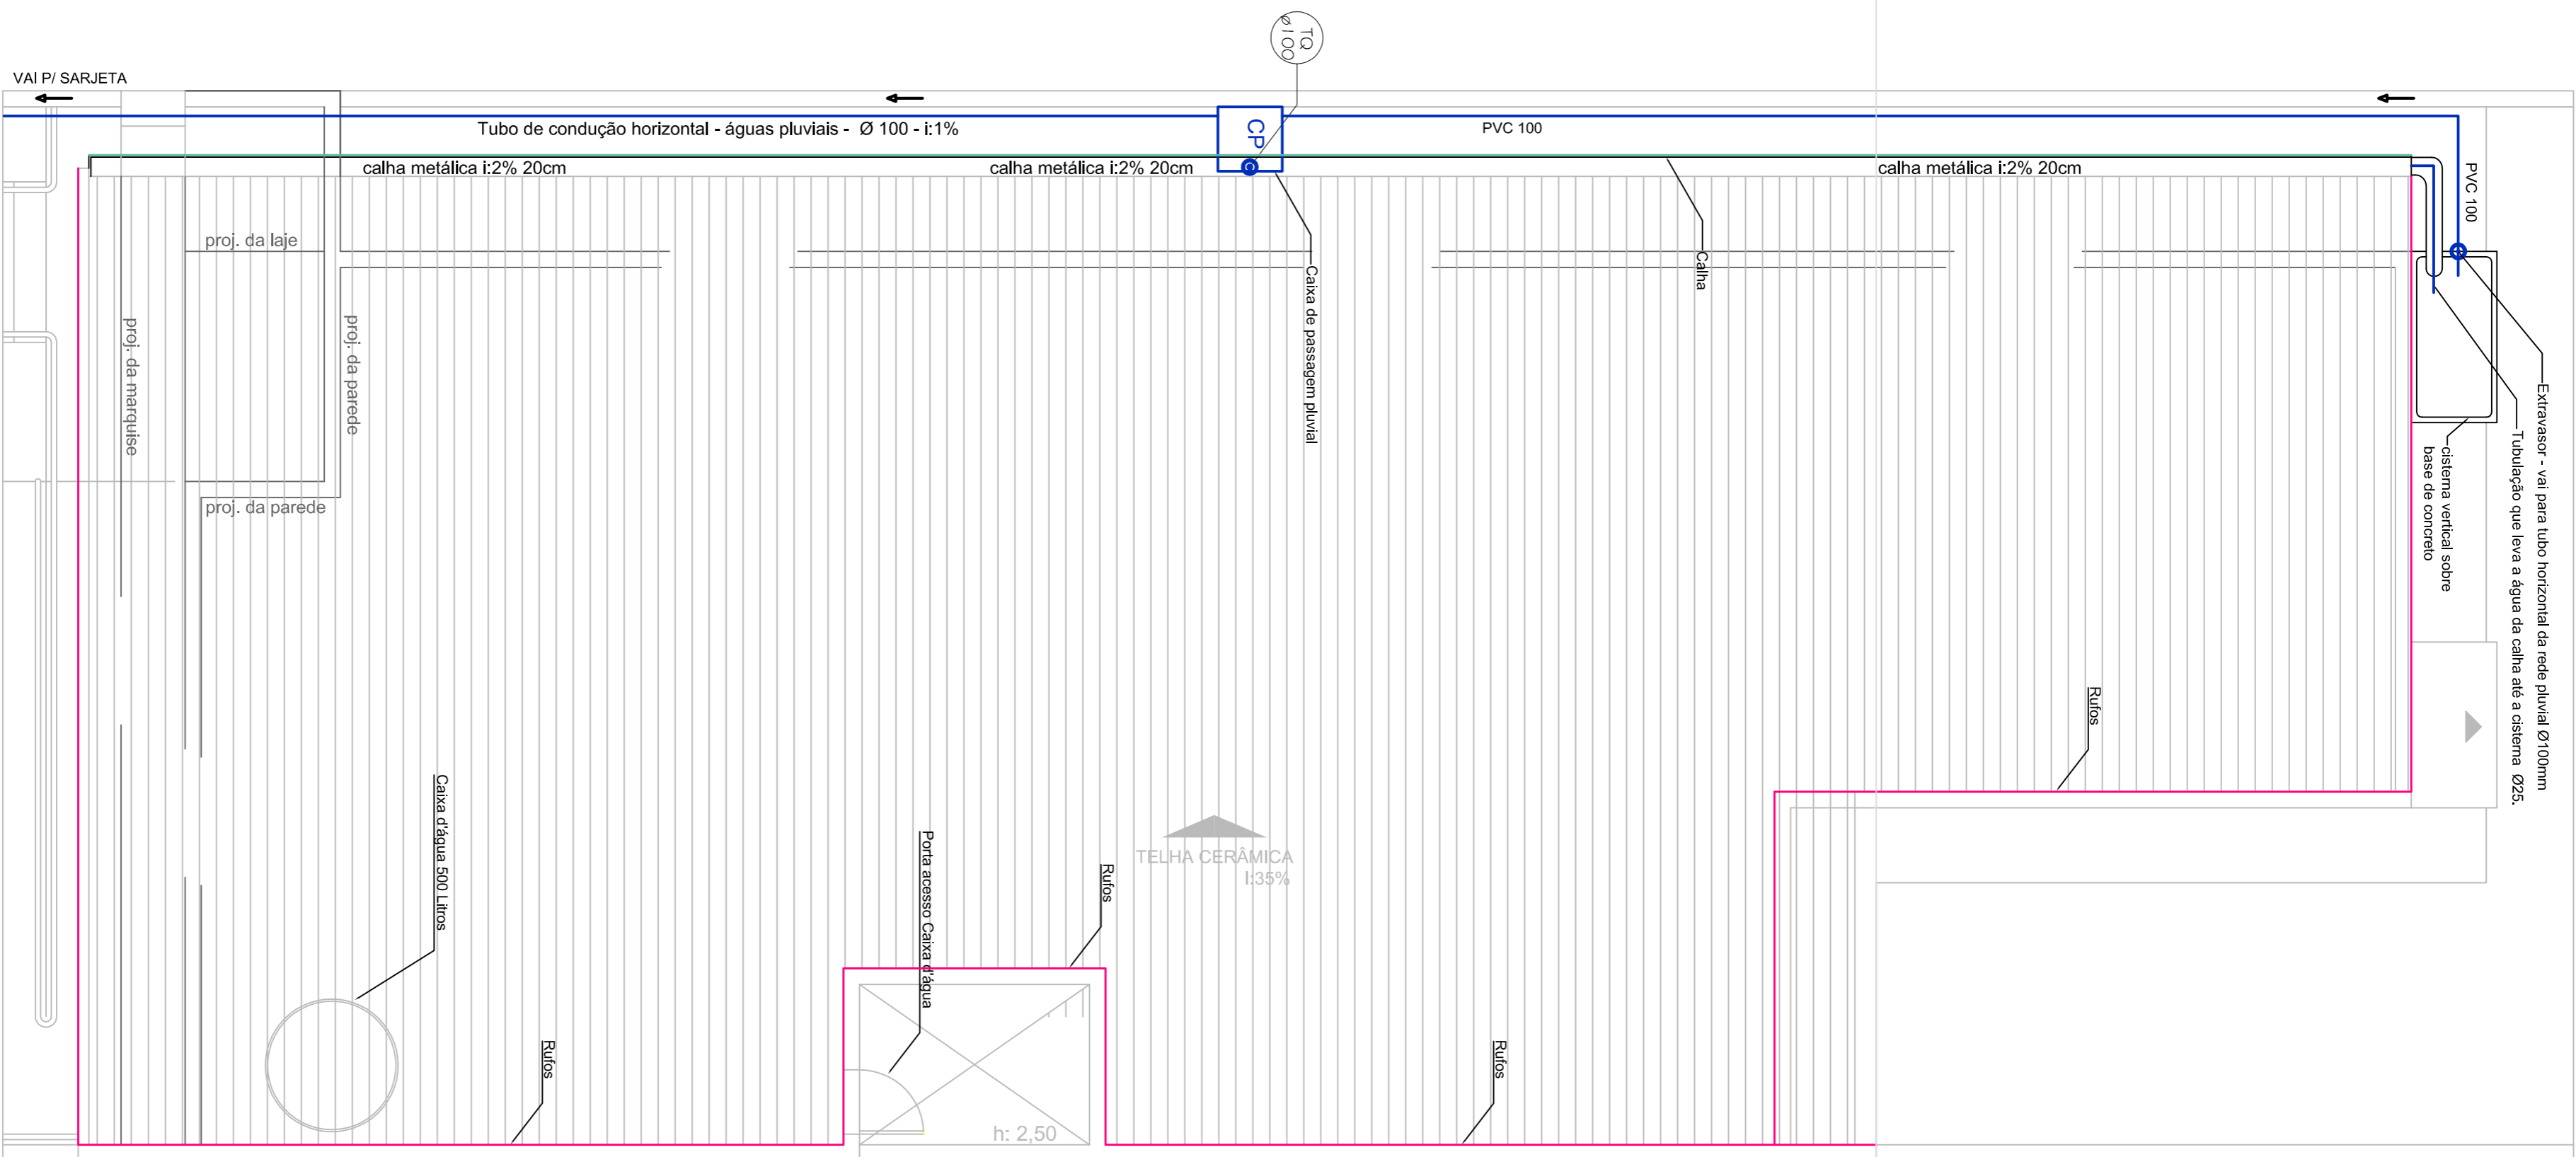 TQ
ø100
VAI P/ SARJETA
Tubo de condução horizontal - águas pluviais - Ø 100 - i:1%
CP
PVC 100
calha metálica i:2% 20cm
calha metálica i:2% 20cm
calha metálica i:2% 20cm
PVC 100
proj. da laje
Calha
Caixa de passagem pluvial
proj. da marquise
proj. da parede
proj. da parede
Extravasor - vai para tubo horizontal da rede pluvial Ø100mm
Tubulação que leva a água da calha até a cisterna Ø25.
cisterna vertical sobre
base de concreto
Rufos
Caixa d'água 500 Litros
Porta acesso Caixa d'água
Rufos
TELHA CERÂMICA
I:35%
Rufos
Rufos
h: 2,50